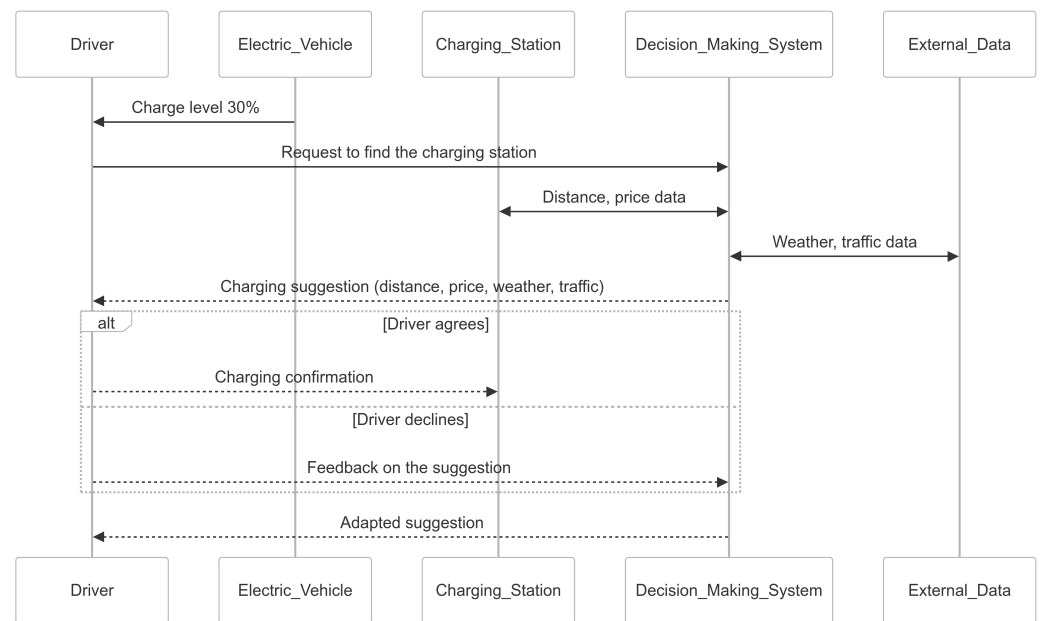 Driver
Electric_Vehicle
Charging_Station
Decision_Making_System
External_Data
Charge level 30%
Request to find the charging station
Distance, price data
Weather, traffic data
Charging suggestion (distance, price, weather, traffic)
alt
[Driver agrees]
Charging confirmation
[Driver declines]
Feedback on the suggestion
Adapted suggestion
Driver
Electric_Vehicle
Charging_Station
Decision_Making_System
External_Data